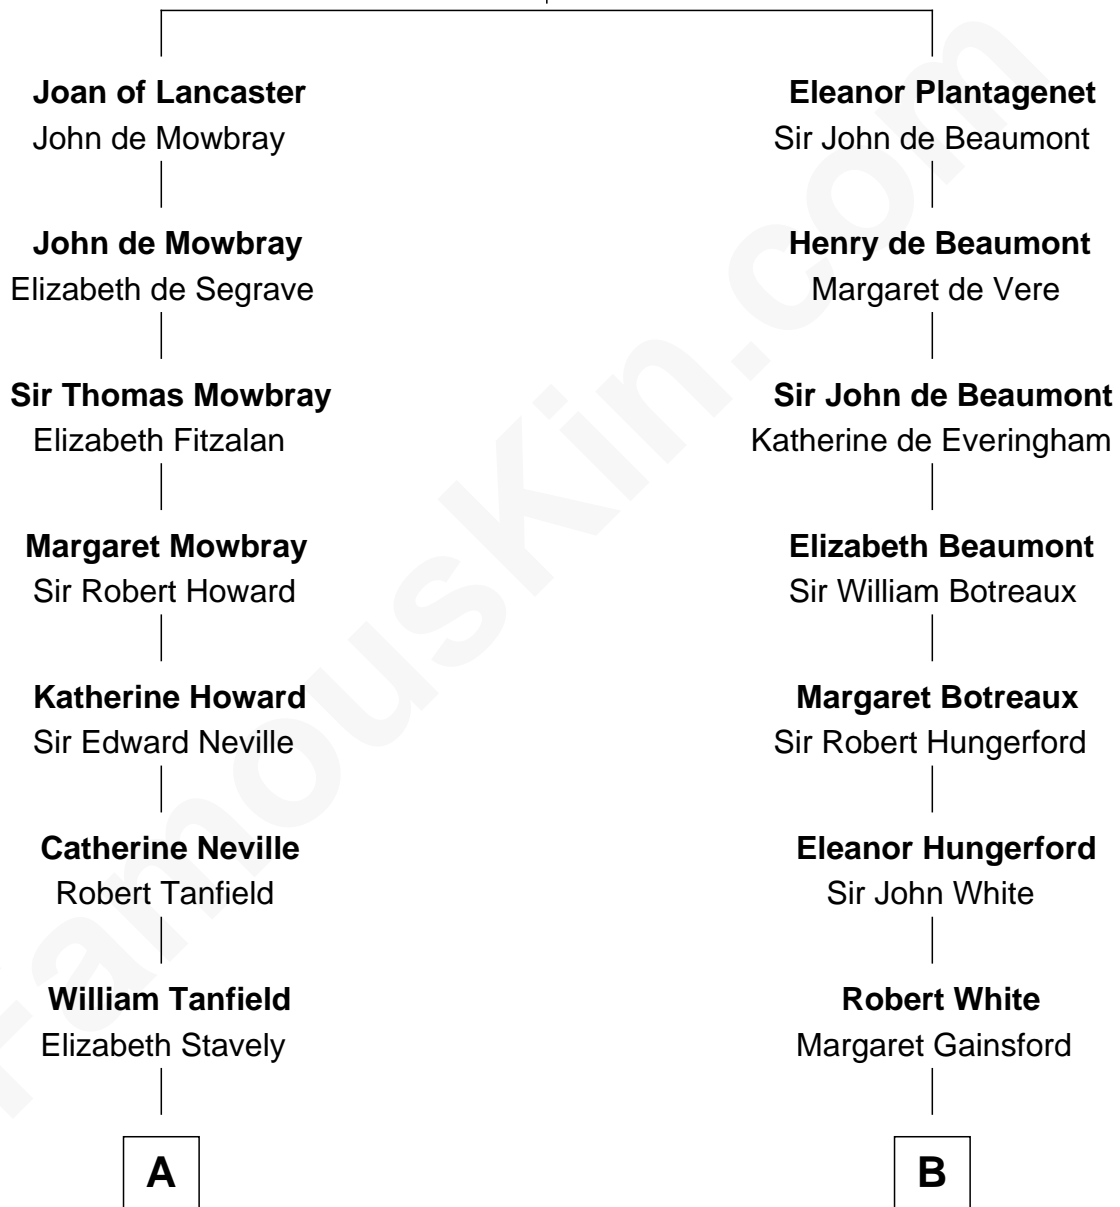 Joan of Lancaster
John de Mowbray
John de Mowbray
Elizabeth de Segrave
Sir Thomas Mowbray
Elizabeth Fitzalan
Margaret Mowbray
Sir Robert Howard
Katherine Howard
Sir Edward Neville
Catherine Neville
Robert Tanfield
William Tanfield
Elizabeth Stavely
A
Eleanor Plantagenet
Sir John de Beaumont
Henry de Beaumont
Margaret de Vere
Sir John de Beaumont
Katherine de Everingham
Elizabeth Beaumont
Sir William Botreaux
Margaret Botreaux
Sir Robert Hungerford
Eleanor Hungerford
Sir John White
Robert White
Margaret Gainsford
B
FamousKin.com